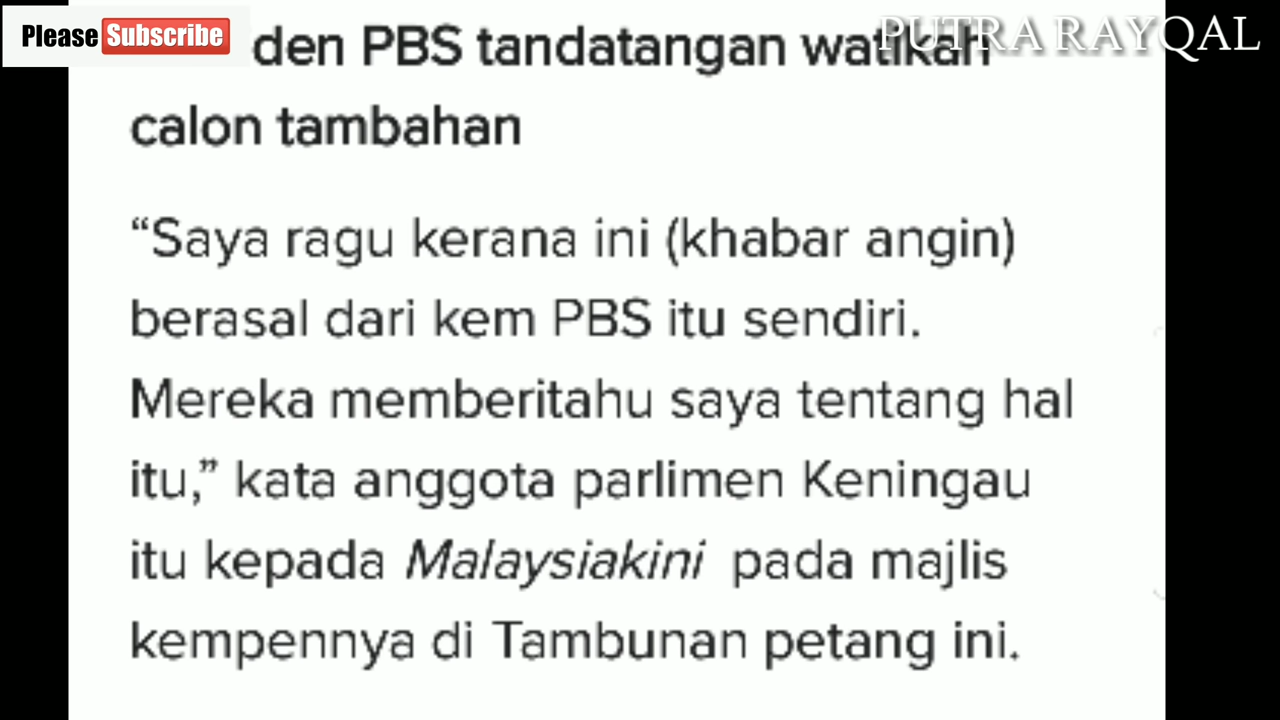 Please Subscribe
PUTRA RAYQAL
den PBS tandatangan watikah
calon tambahan
“Saya ragu kerana ini (khabar angin)
berasal dari kem PBS itu sendiri.
Mereka memberitahu saya tentang hal
itu,” kata anggota parlimen Keningau
itu kepada Malaysiakini pada majlis
kempennya di Tambunan petang ini.